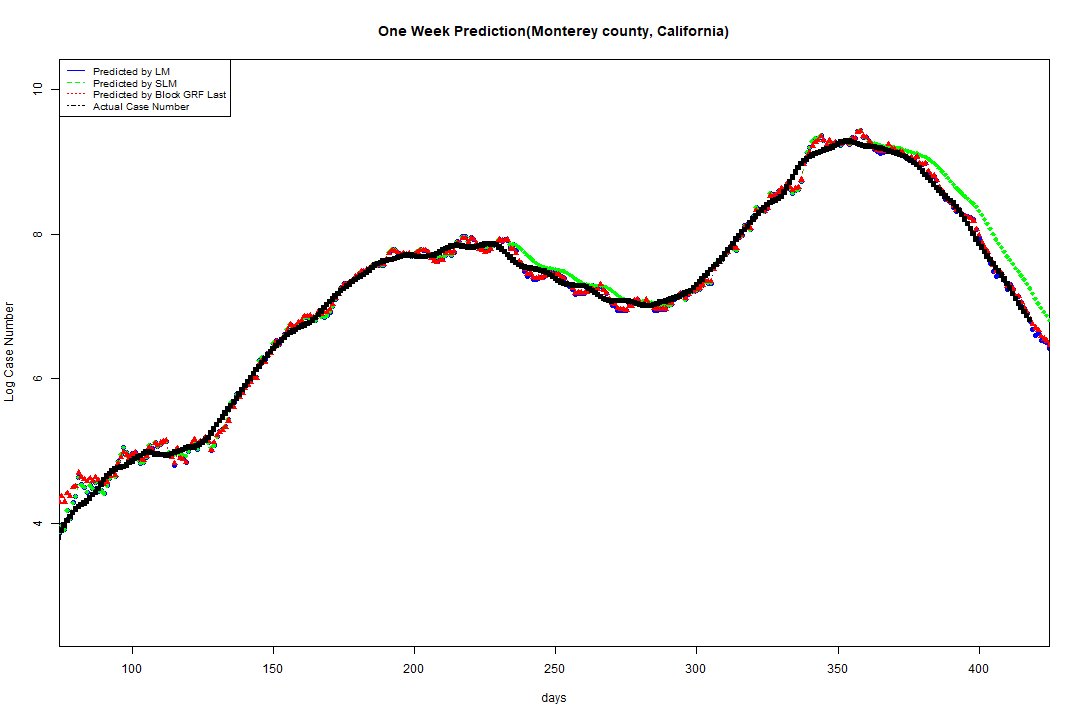 One Week Prediction(Monterey county, California)
Predicted by LM
Predicted by SLM
Predicted by Block GRF Last
Actual Case Number
10
8
6
4
Log Case Number
100 150 200 250 300 350 400
days